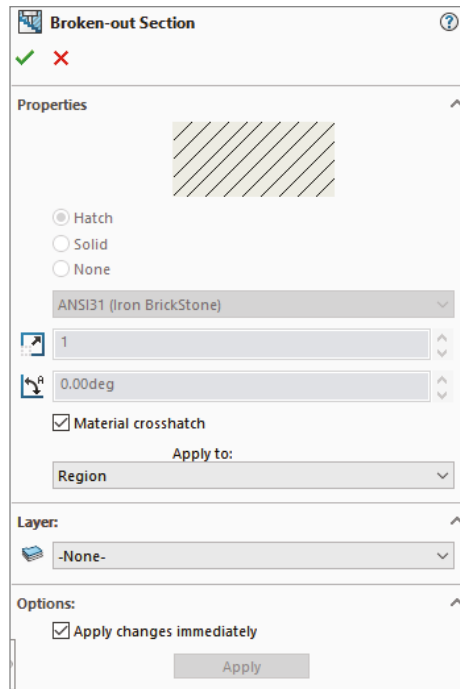 Broken-out Section
Properties
Hatch
Solid
None
ANSI31 (Iron BrickStone)
1
0.00deg
Material crosshatch
Apply to:
Region
Layer:
-None-
Options:
Apply changes immediately
Apply